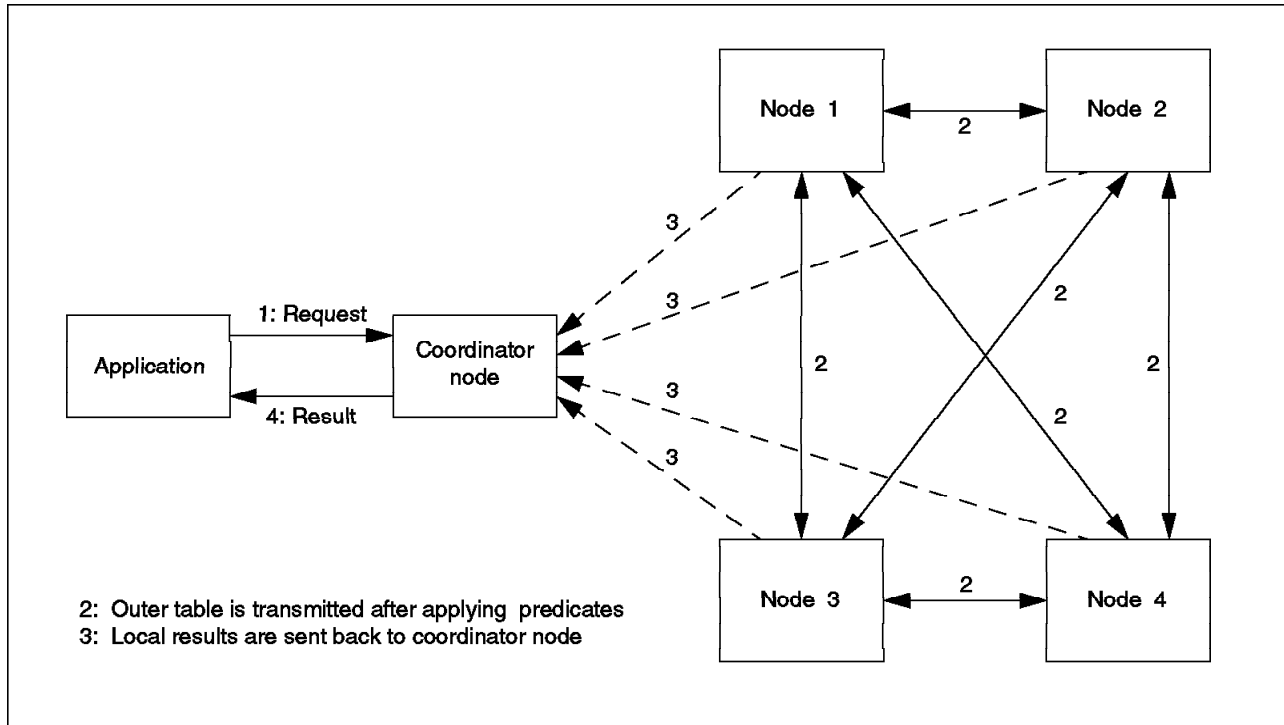 Node 1
2
Node 2
3
3
2
1: Request
Application
Coordinator
node
2
2
4: Result
3
2
3
Node 3
2
Node 4
2: Outer table is transmitted after applying predicates
3: Local results are sent back to coordinator node